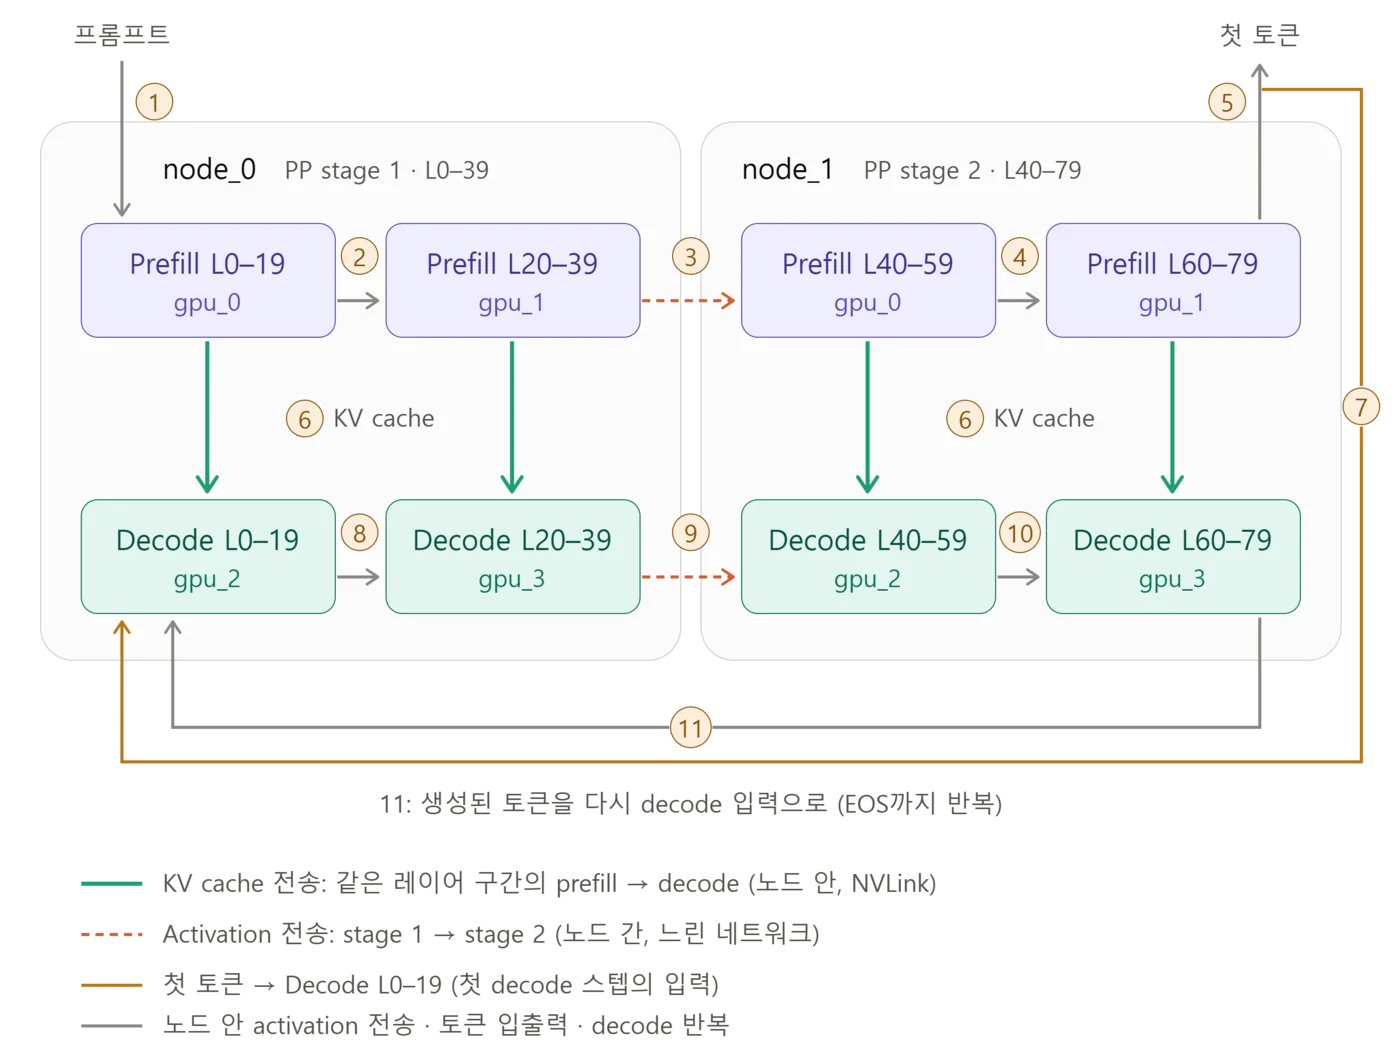 프롬프트
첫 토큰
1
5
node_0 PP stage 1 · L0–39
node_1 PP stage 2 · L40–79
Prefill L0–19
gpu_0
2
Prefill L20–39
gpu_1
3
Prefill L40–59
gpu_0
4
Prefill L60–79
gpu_1
6 KV cache
6 KV cache
7
Decode L0–19
gpu_2
8
Decode L20–39
gpu_3
9
Decode L40–59
gpu_2
10
Decode L60–79
gpu_3
11
11: 생성된 토큰을 다시 decode 입력으로 (EOS까지 반복)
KV cache 전송: 같은 레이어 구간의 prefill → decode (노드 안, NVLink)
Activation 전송: stage 1 → stage 2 (노드 간, 느린 네트워크)
첫 토큰 → Decode L0–19 (첫 decode 스텝의 입력)
노드 안 activation 전송 · 토큰 입출력 · decode 반복